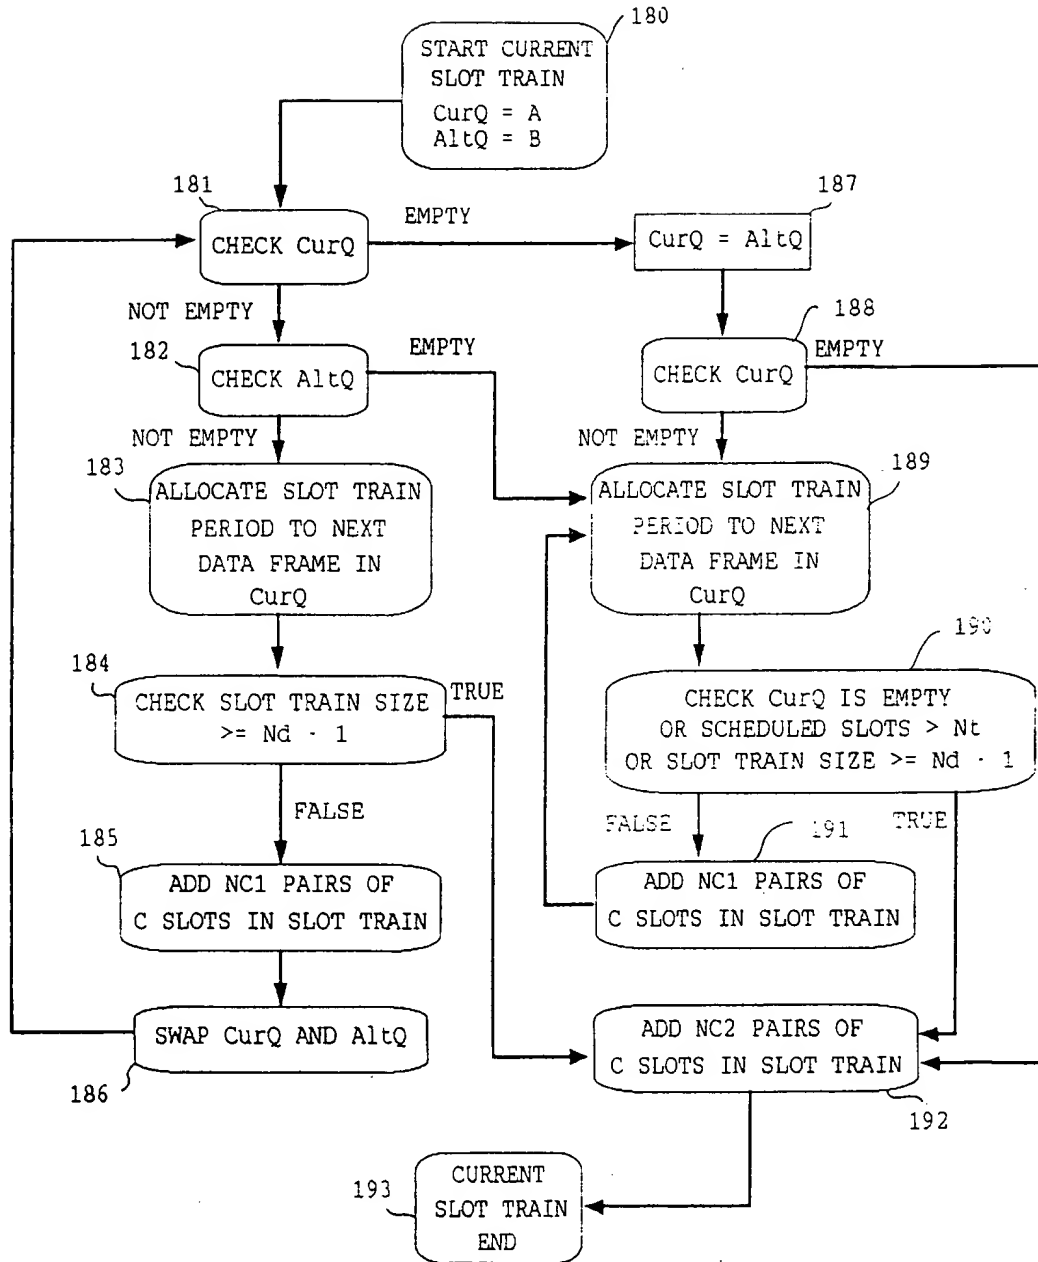 180
START CURRENT
SLOT TRAIN
CurQ = A
AltQ = B
181
CHECK CurQ
EMPTY
187
CurQ = AltQ
NOT EMPTY
188
182
CHECK AltQ
EMPTY
CHECK CurQ
EMPTY
NOT EMPTY
NOT EMPTY
183
ALLOCATE SLOT TRAIN
PERIOD TO NEXT
DATA FRAME IN
CurQ
189
ALLOCATE SLOT TRAIN
PERIOD TO NEXT
DATA FRAME IN
CurQ
184
CHECK SLOT TRAIN SIZE
>= Nd - 1
TRUE
190
CHECK CurQ IS EMPTY
OR SCHEDULED SLOTS > Nt
OR SLOT TRAIN SIZE >= Nd - 1
FALSE
FALSE
TRUE
185
ADD NC1 PAIRS OF
C SLOTS IN SLOT TRAIN
191
ADD NC1 PAIRS OF
C SLOTS IN SLOT TRAIN
SWAP CurQ AND AltQ
186
ADD NC2 PAIRS OF
C SLOTS IN SLOT TRAIN
192
193
CURRENT
SLOT TRAIN
END